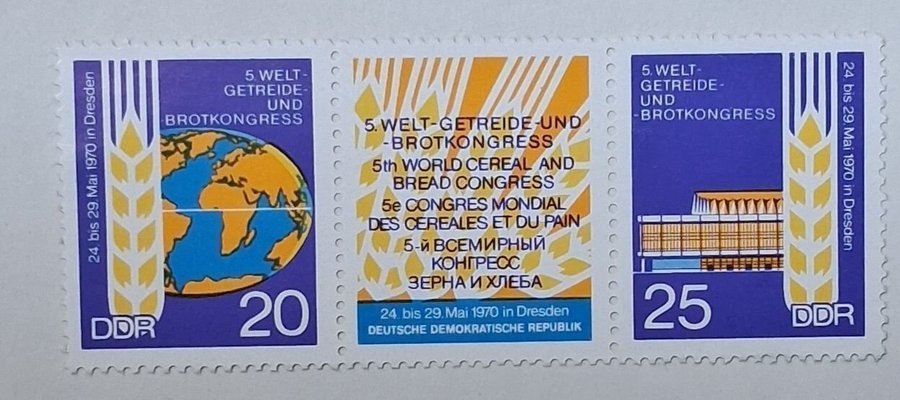 24. bis 29. Mai 1970 in Dresden
5. WELT-
GETREIDE-
UND
BROTKONGRESS
DDR
20
5. WELT-GETREIDE-UND
-BROTKONGRESS
5th WORLD CEREAL AND
BREAD CONGRESS
5e CONGRES MONDIAL
DES CEREALES ET DU PAIN
5-й ВСЕМИРНЫЙ
КОНГРЕСС
ЗЕРНА И ХЛЕБА
24. bis 29. Mai 1970 in Dresden
DEUTSCHE DEMOKRATISCHE REPUBLIK
5. WELT-
GETREIDE-
UND
-BROTKONGRESS
24. bis 29. Mai 1970 in Dresden
25
DDR